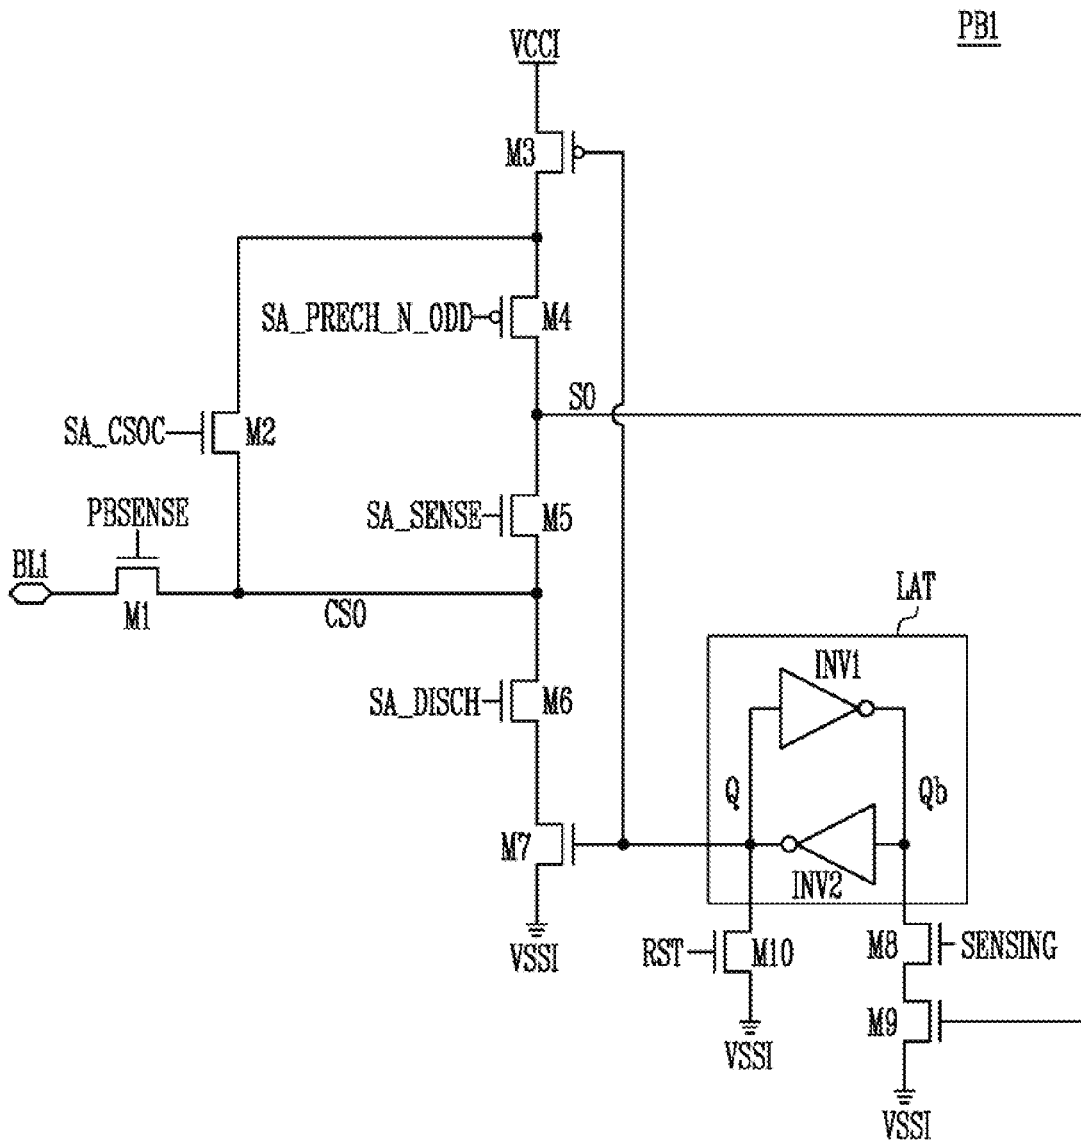 PB1
VCCI
M3
SA_PRECH_N_ODD
M4
SO
SA_CSOC
M2
PBSENSE
SA_SENSE
M5
BL1
M1
CSO
LAT
INV1
SA_DISCH
M6
Q
Qb
M7
INV2
VSSI
RST
M10
M8
SENSING
M9
VSSI
VSSI